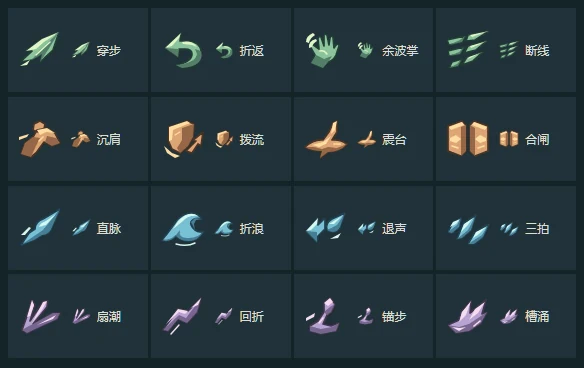 穿步
折返
余波掌
断线
沉肩
拨流
震台
合闸
直脉
折浪
退声
三拍
扇潮
回折
锚步
槽涌